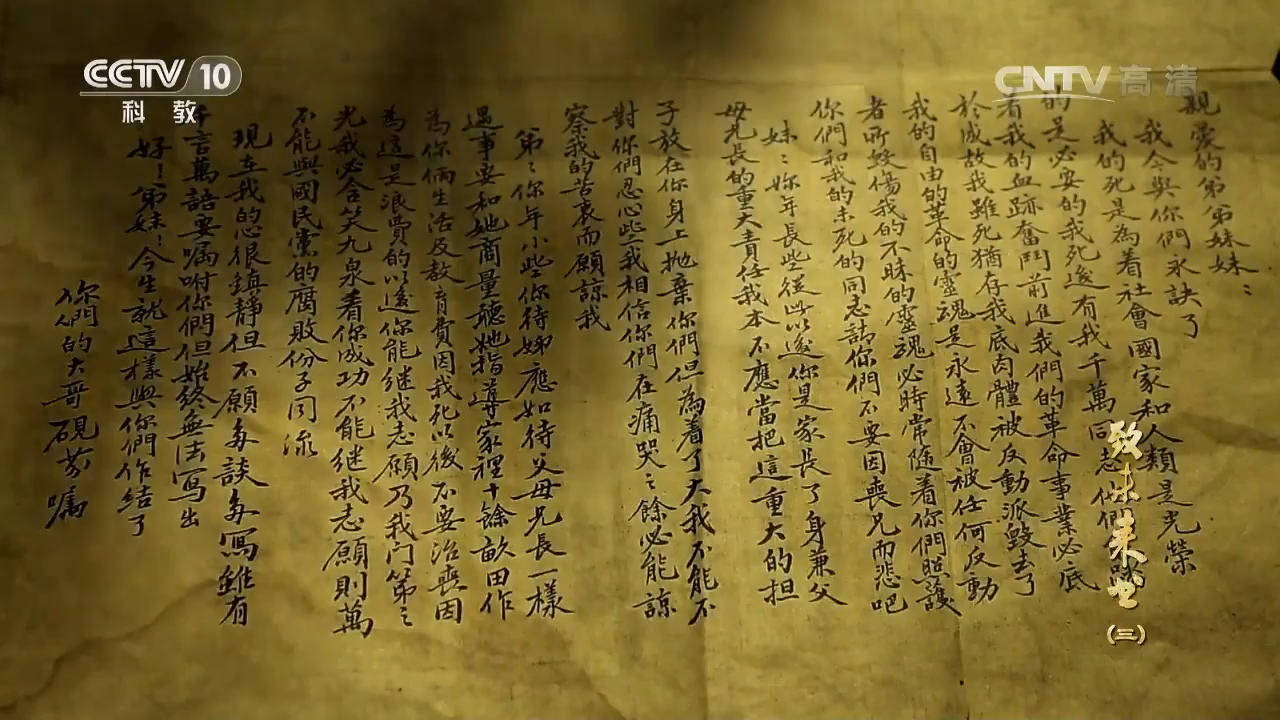 CCTV 10
科教
CNTV高清
親愛的弟弟妹妹：
我今與你們永訣了
我的死是為着社會國家和人類是光榮
的是必要的我死後有我千萬同志他們
看我的血跡奮鬥前進我們的革命事業必底
於成故我雖死猶存我底肉體被反動派毀去了
我的自由的革命的靈魂是永遠不會被任何反動
者所毀傷我的不昧的靈魂必時常隨着你們照護
你們和我的未死的同志請你們不要因喪兄而悲吧
妹：妳年長些從此以後你是家長了身兼父
母兄長的重大責任我本不應當把這重大的担
子放在你身上抛棄你們但為着了大我不能不
對你們忍心些我相信你們在痛哭之餘必能諒
察我的苦衷而願諒我
弟：你年小些你待姊應如待父母兄長一樣
遇事要和她商量聽她指導家裡十餘畝田作
為你倆生活及教育費因我死以後不要治喪因
為這是浪費的以後你能継我志願乃我门第之
光我必含笑九泉看你成功不能継我志願則萬
不能與國民黨的腐敗份子同流
現在我的心很鎮静但不願多談多寫雖有
千言萬語要囑咐你們但始終無法寫出
好！弟妹！今生就這樣與你們作結了
你們的大哥硯芬囑
致未来書
(三)